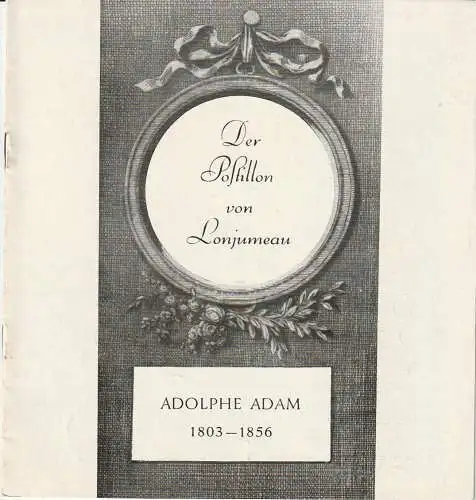 Der
Postillon
von
Lonjumeau
ADOLPHE ADAM
1803–1856